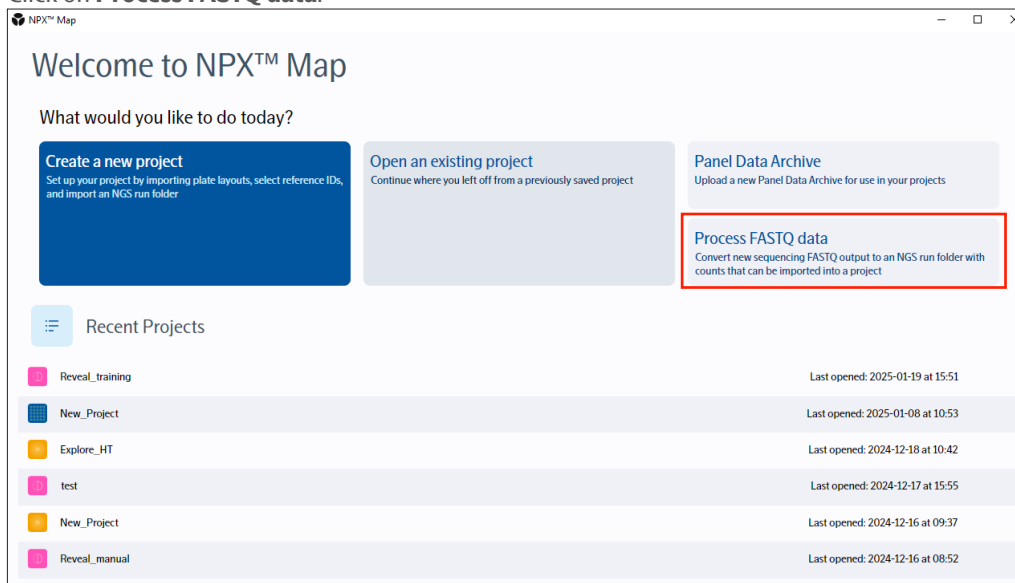 Click on Process FASTQ data.
NPX™ Map
Welcome to NPX™ Map
What would you like to do today?
Create a new project
Set up your project by importing plate layouts, select reference IDs,
and import an NGS run folder
Open an existing project
Continue where you left off from a previously saved project
Panel Data Archive
Upload a new Panel Data Archive for use in your projects
Process FASTQ data
Convert new sequencing FASTQ output to an NGS run folder with
counts that can be imported into a project
Recent Projects
Reveal_training Last opened: 2025-01-19 at 15:51
New_Project Last opened: 2025-01-08 at 10:53
Explore_HT Last opened: 2024-12-18 at 10:42
test Last opened: 2024-12-17 at 15:55
New_Project Last opened: 2024-12-16 at 09:37
Reveal_manual Last opened: 2024-12-16 at 08:52